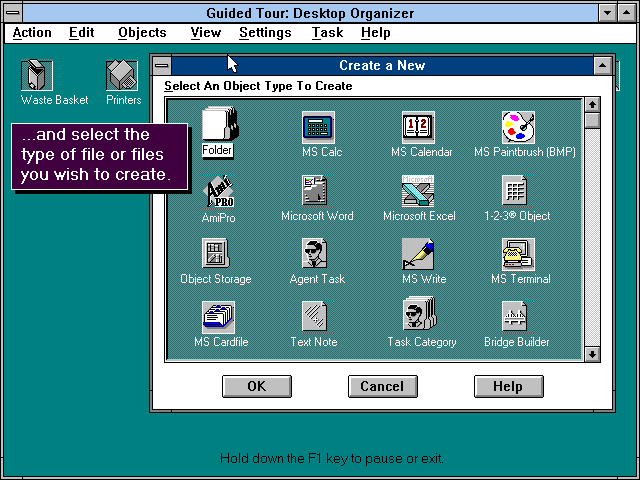 Guided Tour: Desktop Organizer
Action Edit Objects View Settings Task Help
Waste Basket
Printers
...and select the
type of file or files
you wish to create.
Create a New
Select An Object Type To Create
Folder
MS Calc
MS Calendar
MS Paintbrush (BMP)
AMI PRO
Microsoft
AmiPro
Microsoft Word
Microsoft Excel
1-2-3® Object
Object Storage
Agent Task
MS Write
MS Terminal
MS Cardfile
Text Note
Task Category
Bridge Builder
OK
Cancel
Help
Hold down the F1 key to pause or exit.